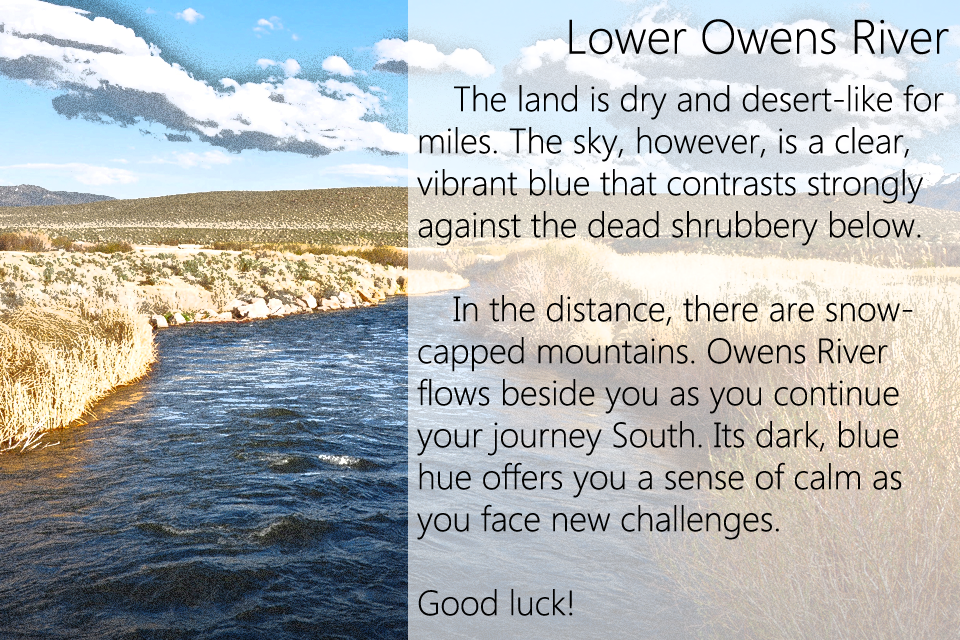 Lower Owens River
The land is dry and desert-like for
miles. The sky, however, is a clear,
vibrant blue that contrasts strongly
against the dead shrubbery below.
In the distance, there are snow-
capped mountains. Owens River
flows beside you as you continue
your journey South. Its dark, blue
hue offers you a sense of calm as
you face new challenges.
Good luck!